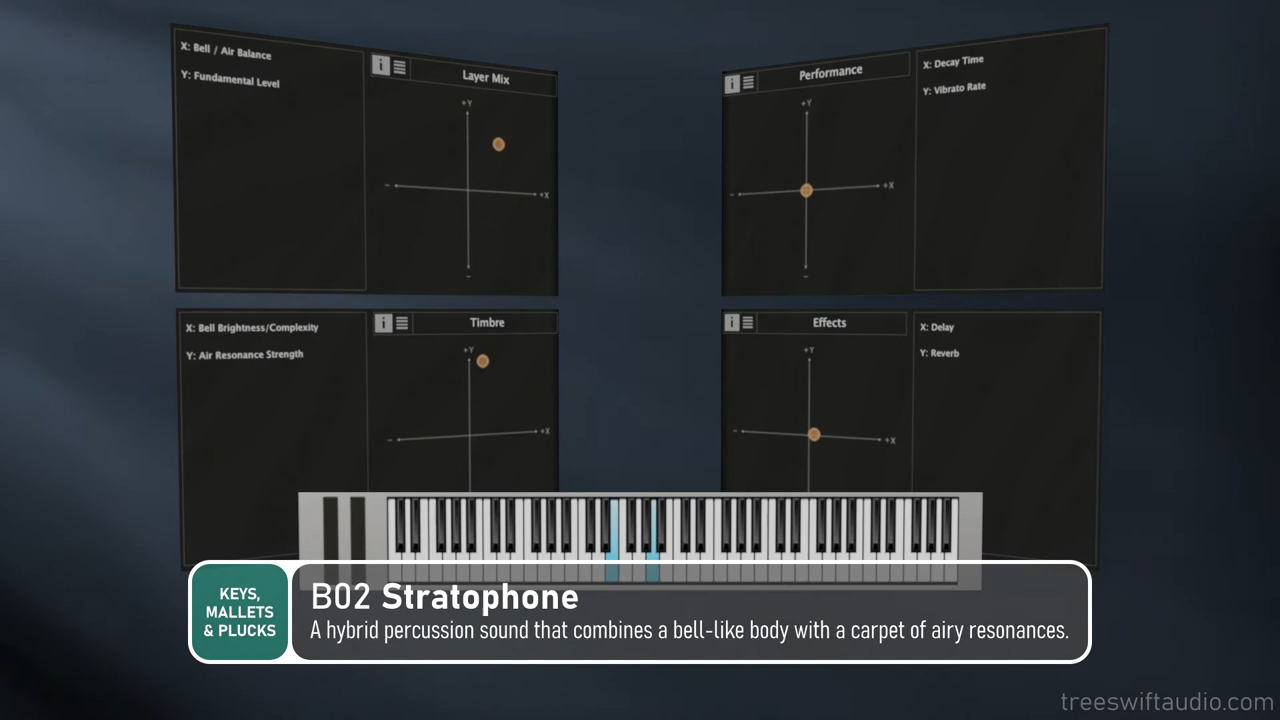 X: Bell / Air Balance
Y: Fundamental Level
i
Layer Mix
+Y
-
+X
-
i
Performance
+Y
-
+X
-
X: Decay Time
Y: Vibrato Rate
X: Bell Brightness/Complexity
Y: Air Resonance Strength
i
Timbre
+Y
-
+X
i
Effects
+Y
-
+X
X: Delay
Y: Reverb
KEYS,
MALLETS
& PLUCKS
B02 Stratophone
A hybrid percussion sound that combines a bell-like body with a carpet of airy resonances.
treeswiftaudio.com